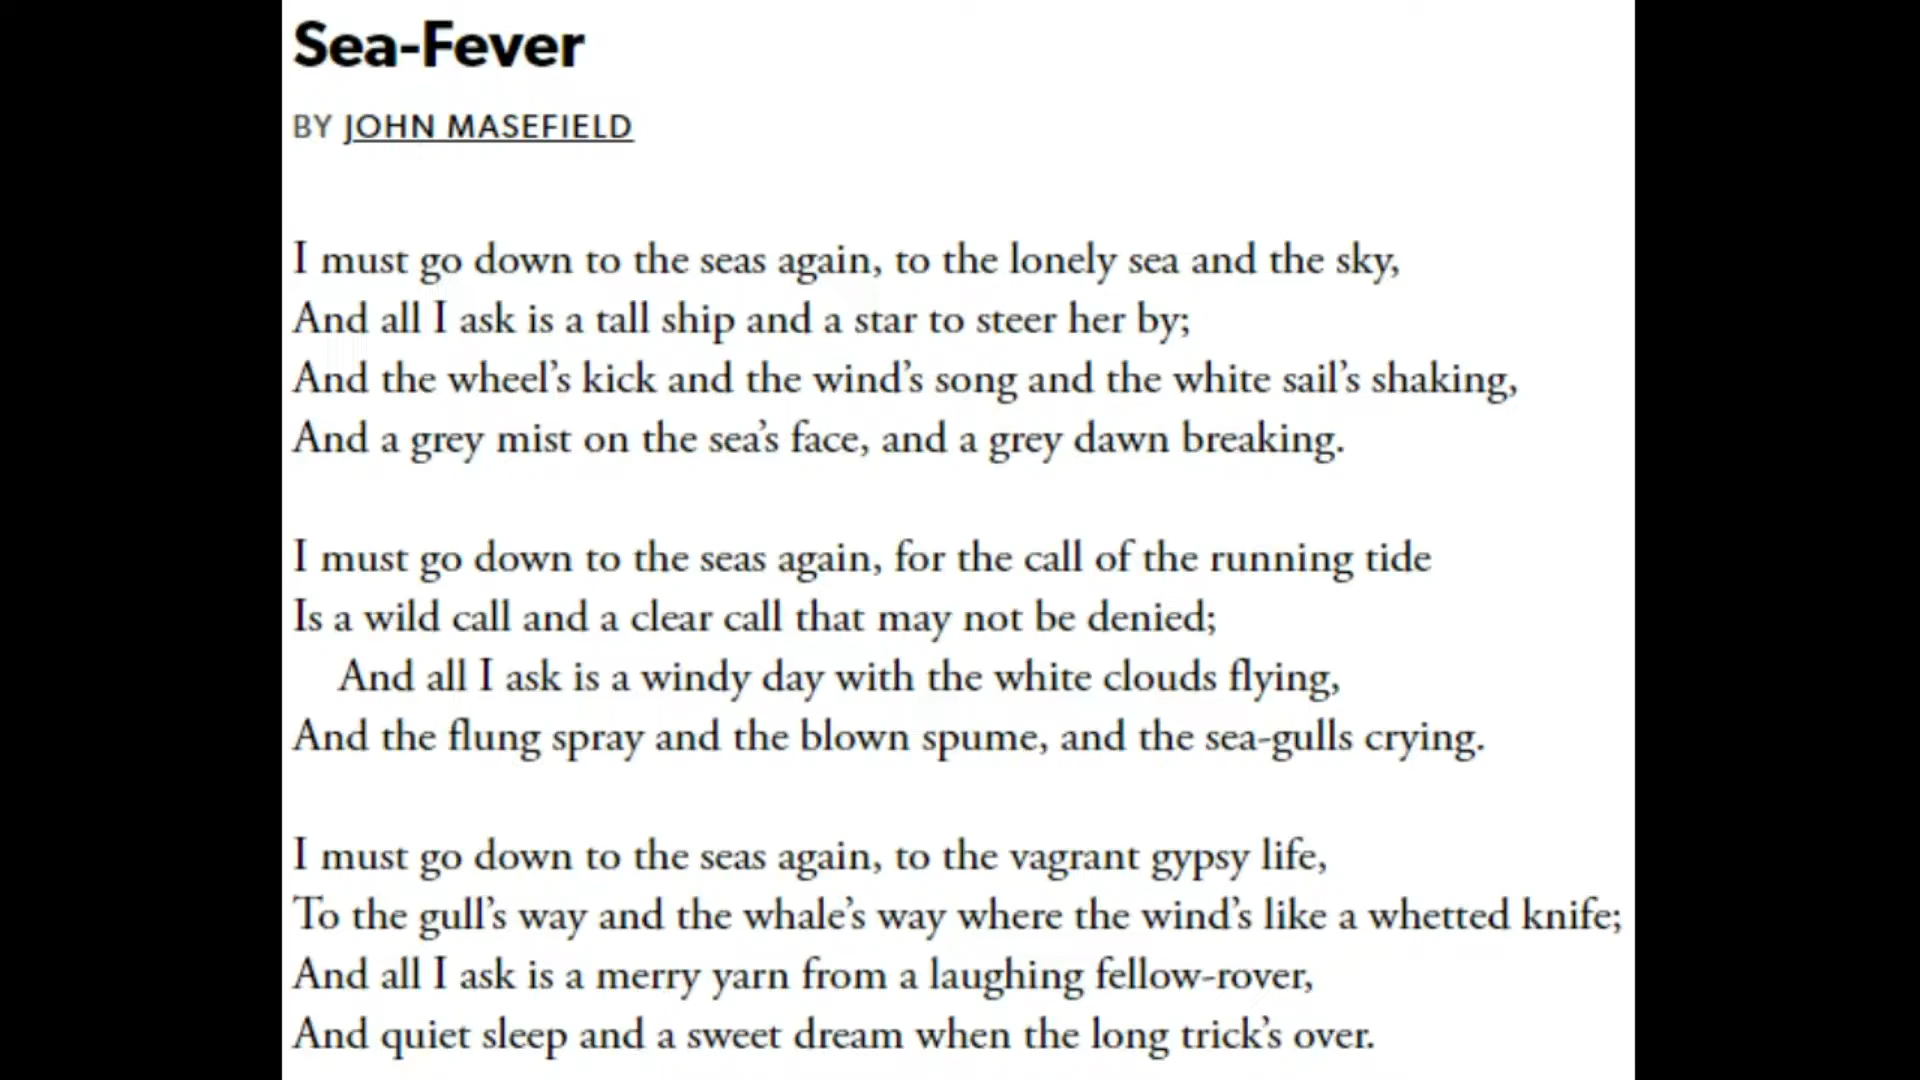 Sea-Fever
BY JOHN MASEFIELD
I must go down to the seas again, to the lonely sea and the sky,
And all I ask is a tall ship and a star to steer her by;
And the wheel’s kick and the wind’s song and the white sail’s shaking,
And a grey mist on the sea’s face, and a grey dawn breaking.
I must go down to the seas again, for the call of the running tide
Is a wild call and a clear call that may not be denied;
And all I ask is a windy day with the white clouds flying,
And the flung spray and the blown spume, and the sea-gulls crying.
I must go down to the seas again, to the vagrant gypsy life,
To the gull’s way and the whale’s way where the wind’s like a whetted knife;
And all I ask is a merry yarn from a laughing fellow-rover,
And quiet sleep and a sweet dream when the long trick’s over.